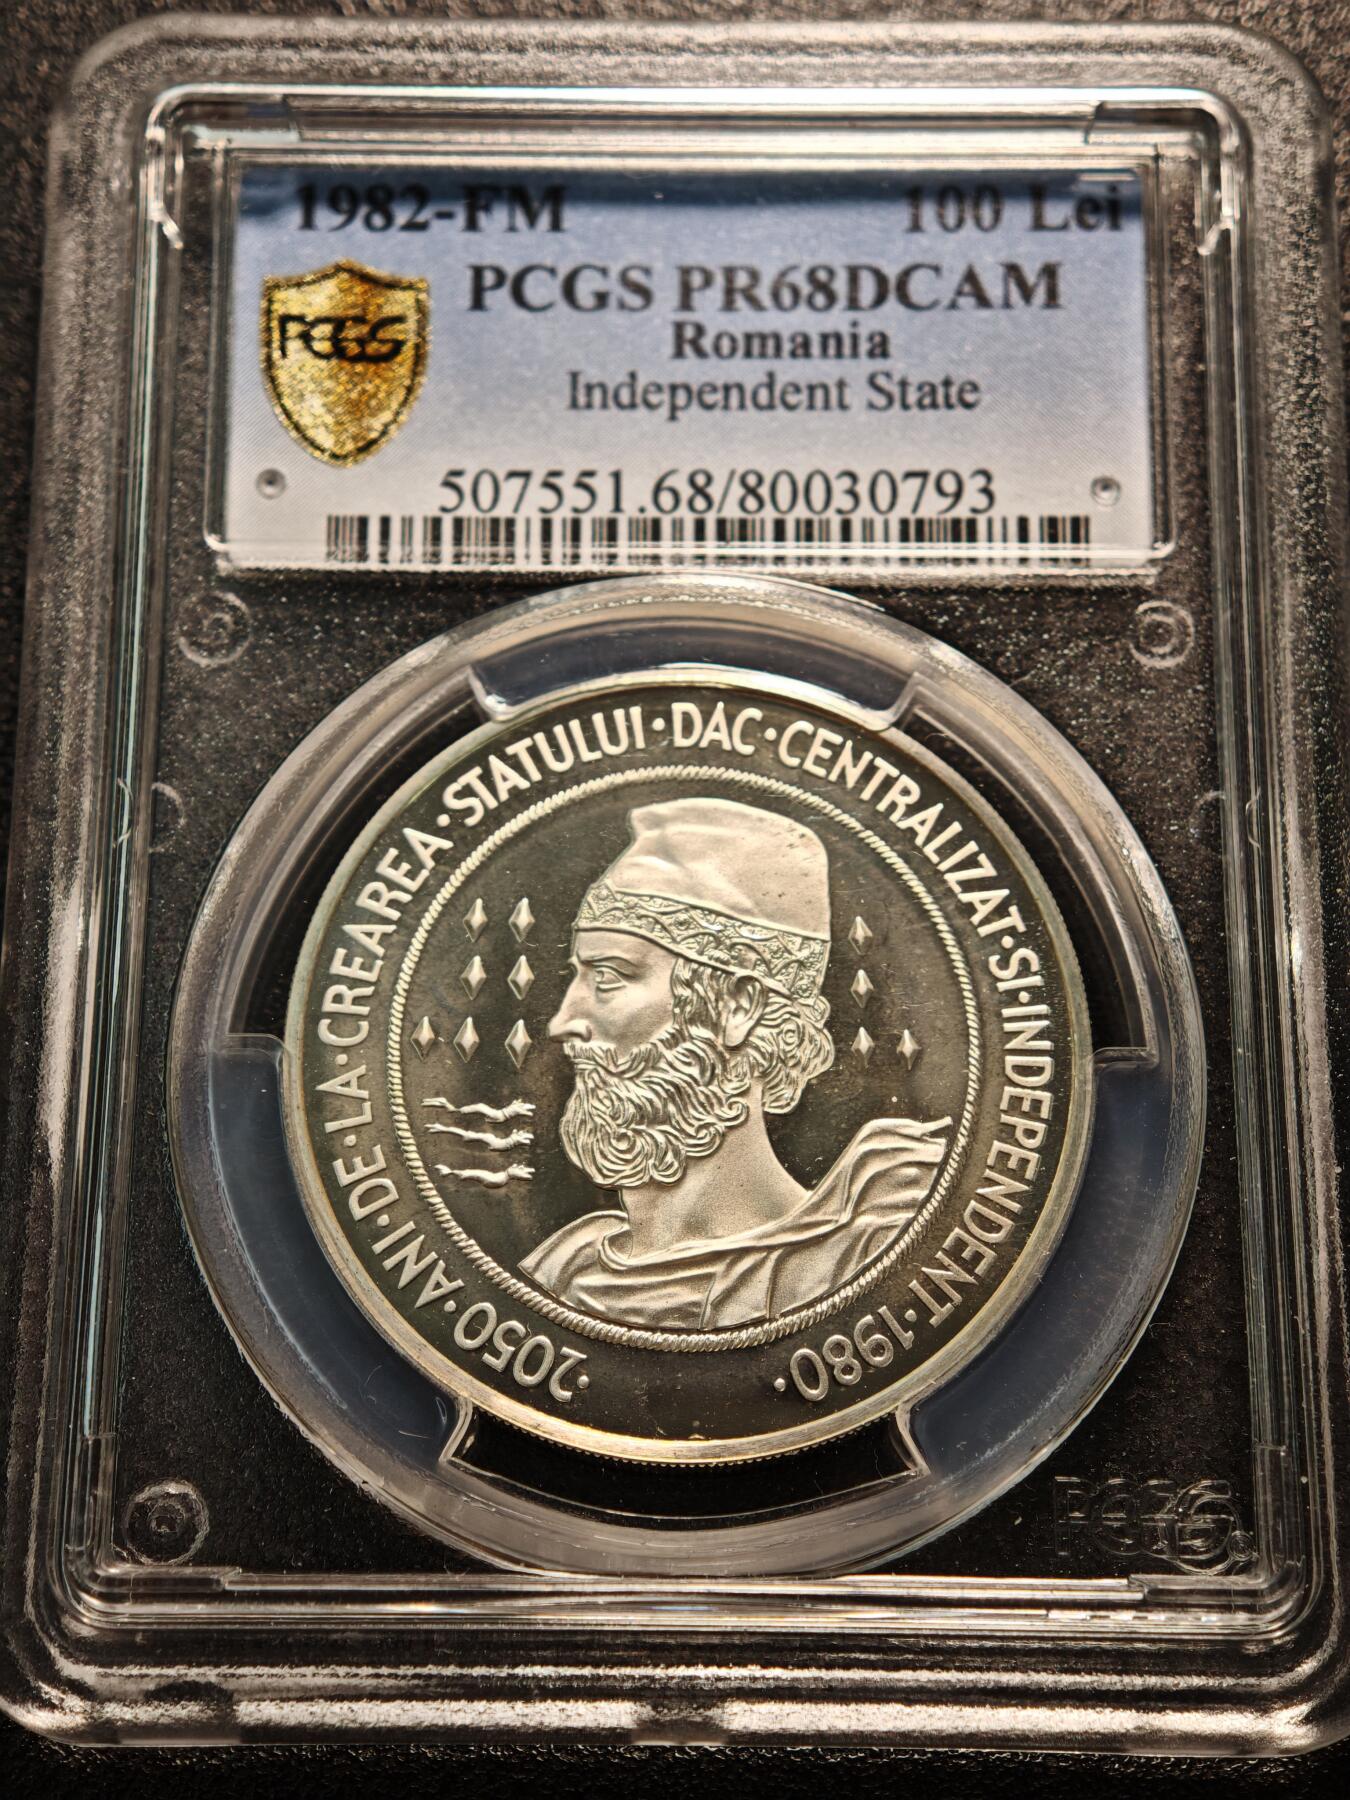 1982-FM 100 Lei
PCGS PR68DCAM
PCGS
Romania
Independent State
507551.68/80030793
·2050·ANI·DE·LA·CREAREA·STATULUI·DAC·CENTRALIZAT·SI·INDEPENDENT·1980·
PCGS